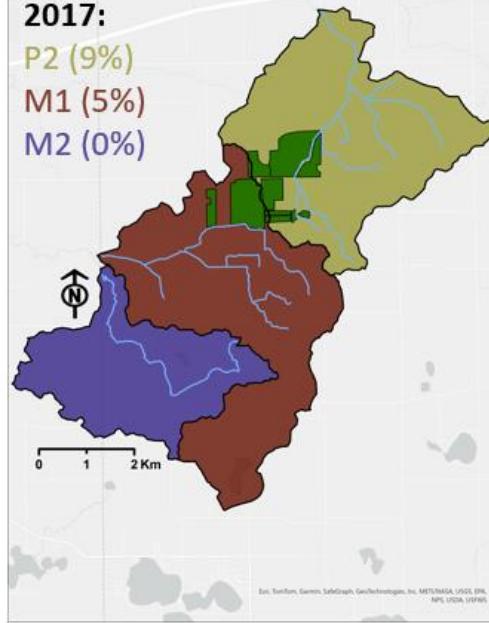 2017:
P2 (9%)
M1 (5%)
M2 (0%)
N
0 1 2 Km
Esri, TomTom, Garmin, SafeGraph, GeoTechnologies, Inc, METI/NASA, USGS, EPA,
NPS, USDA, USFWS